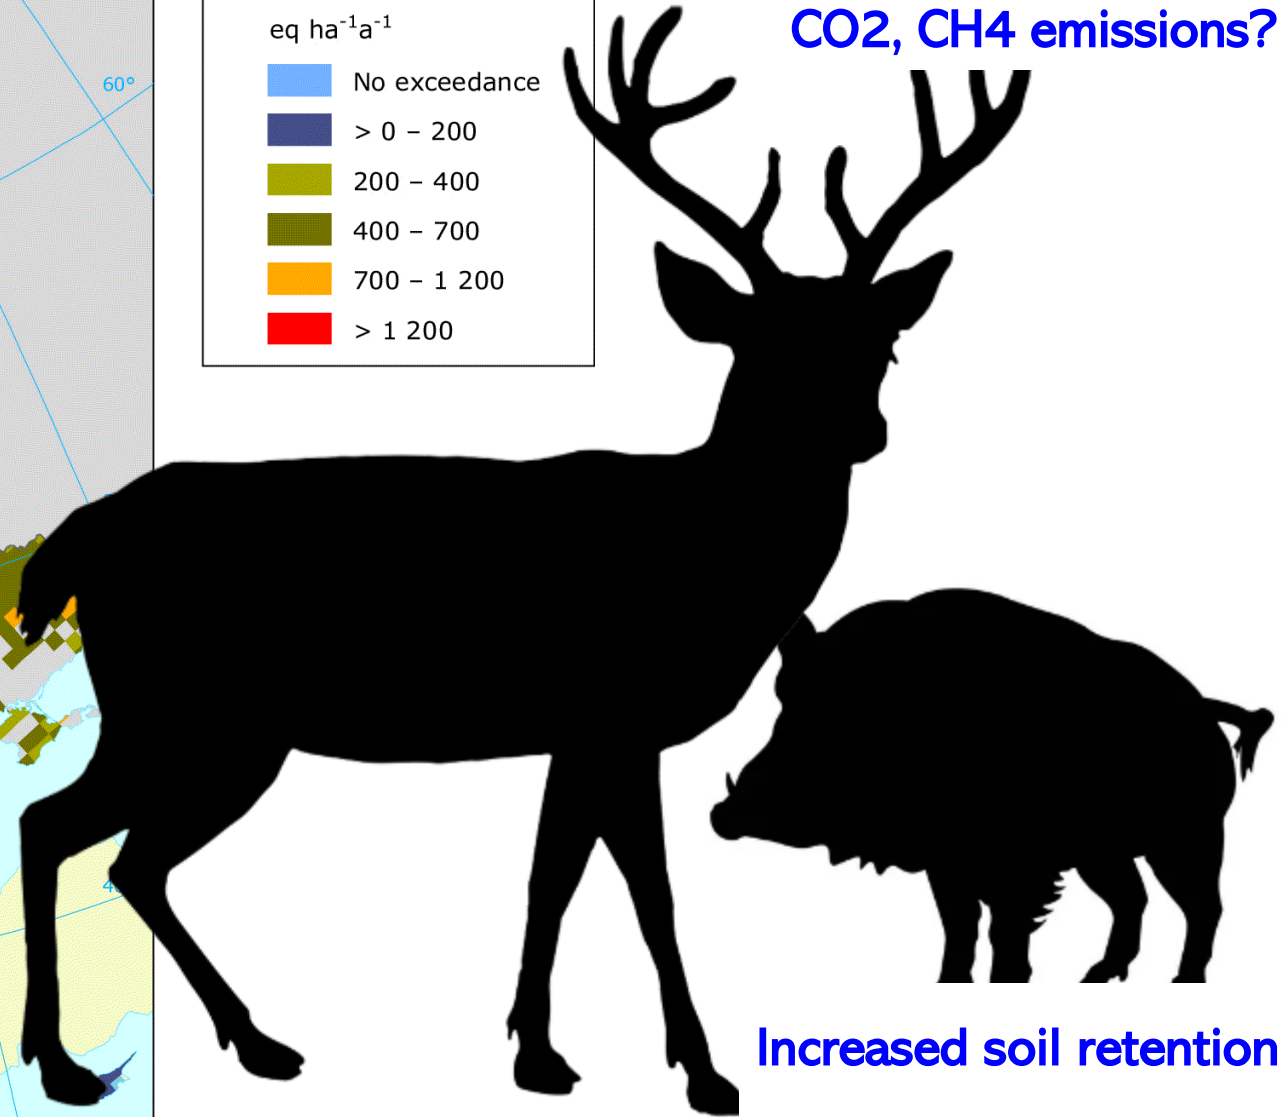 CO2, CH4 emissions?
eq ha⁻¹a⁻¹
No exceedance
> 0 – 200
200 – 400
400 – 700
700 – 1 200
> 1 200
60°
Increased soil retention